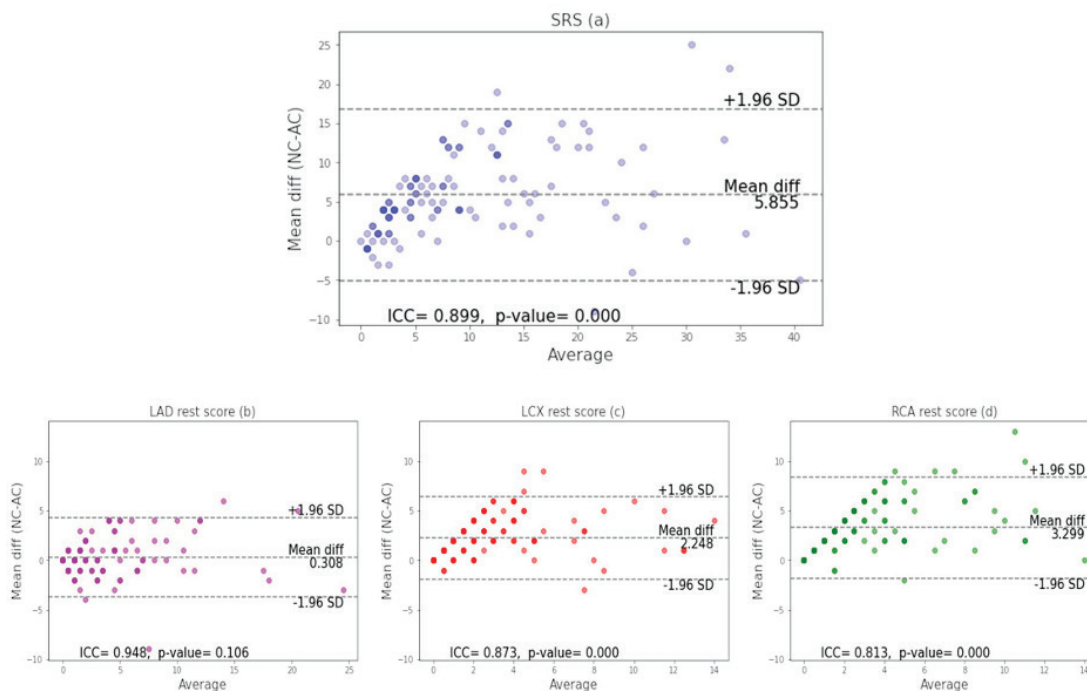 SRS (a)
Mean diff (NC-AC)
25
20
15
10
5
0
−5
−10
+1.96 SD
Mean diff
5.855
-1.96 SD
ICC= 0.899, p-value= 0.000
0 5 10 15 20 25 30 35 40
Average
LAD rest score (b)
Mean diff (NC-AC)
10
5
0
−5
−10
+1.96 SD
Mean diff
0.308
-1.96 SD
ICC= 0.948, p-value= 0.106
0 5 10 15 20 25
Average
LCX rest score (c)
Mean diff (NC-AC)
10
5
0
−5
−10
+1.96 SD
Mean diff
2.248
-1.96 SD
ICC= 0.873, p-value= 0.000
0 2 4 6 8 10 12 14
Average
RCA rest score (d)
Mean diff (NC-AC)
10
5
0
−5
−10
+1.96 SD
Mean diff
3.299
-1.96 SD
ICC= 0.813, p-value= 0.000
0 2 4 6 8 10 12 14
Average